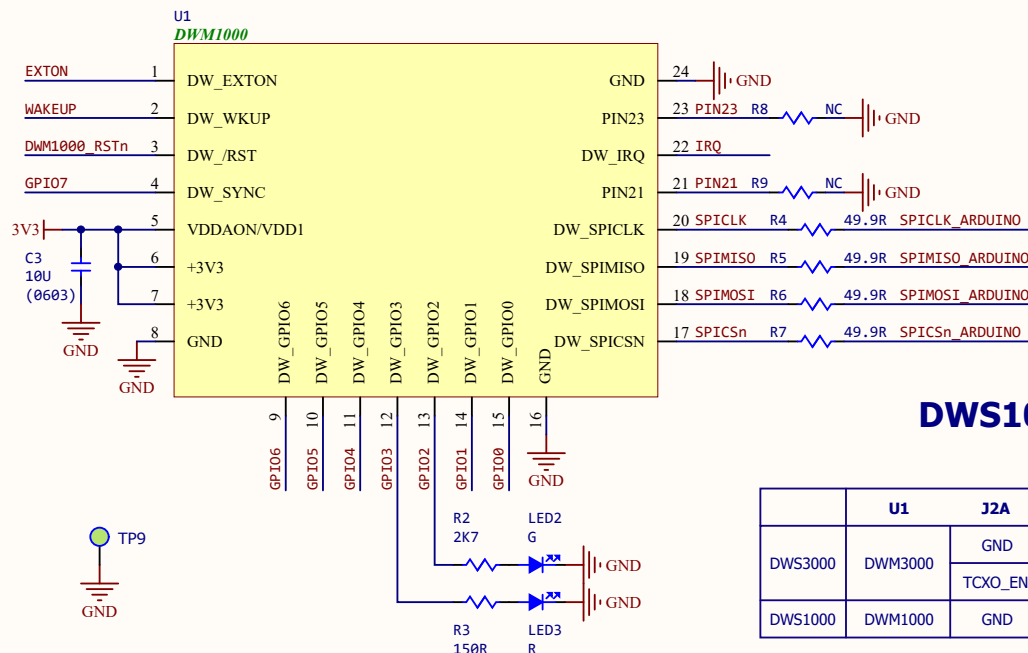 U1
DWM1000
EXTON 1 DW_EXTON
WAKEUP 2 DW_WKUP
DWM1000_RSTn 3 DW_/RST
GPIO7 4 DW_SYNC
3V3 5 VDDAON/VDD1
6 +3V3
7 +3V3
8 GND
C3
10U
(0603)
GND
GND
GND 24 GND
PIN23 23 PIN23 R8 NC GND
DW_IRQ 22 IRQ
PIN21 21 PIN21 R9 NC GND
DW_SPICLK 20 SPICLK R4 49.9R SPICLK_ARDUINO
DW_SPIMISO 19 SPIMISO R5 49.9R SPIMISO_ARDUINO
DW_SPIMOSI 18 SPIMOSI R6 49.9R SPIMOSI_ARDUINO
DW_SPICSN 17 SPICSn R7 49.9R SPICSn_ARDUINO
DW_GPIO6 9 GPIO6
DW_GPIO5 10 GPIO5
DW_GPIO4 11 GPIO4
DW_GPIO3 12 GPIO3
DW_GPIO2 13 GPIO2
DW_GPIO1 14 GPIO1
DW_GPIO0 15 GPIO0
GND 16 GND
R2 LED2
2K7 G
GND
GND
R3 LED3
150R R
TP9
GND
U1 J2A
DWS3000 DWM3000 GND
TCXO_EN
DWS1000 DWM1000 GND